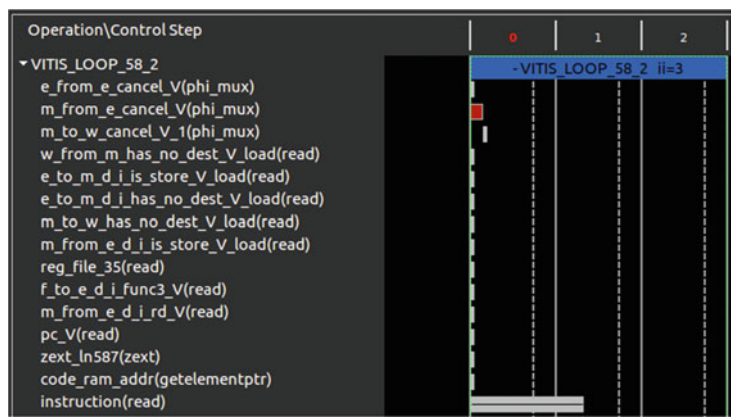 Operation\Control Step 0 1 2
VITIS_LOOP_58_2 -VITIS_LOOP_58_2 ii=3
e_from_e_cancel_V(phi_mux)
m_from_e_cancel_V(phi_mux)
m_to_w_cancel_V_1(phi_mux)
w_from_m_has_no_dest_V_load(read)
e_to_m_d_i_is_store_V_load(read)
e_to_m_d_i_has_no_dest_V_load(read)
m_to_w_has_no_dest_V_load(read)
m_from_e_d_i_is_store_V_load(read)
reg_file_35(read)
f_to_e_d_i_func3_V(read)
m_from_e_d_i_rd_V(read)
pc_V(read)
zext_ln587(zext)
code_ram_addr(getelementptr)
instruction(read)